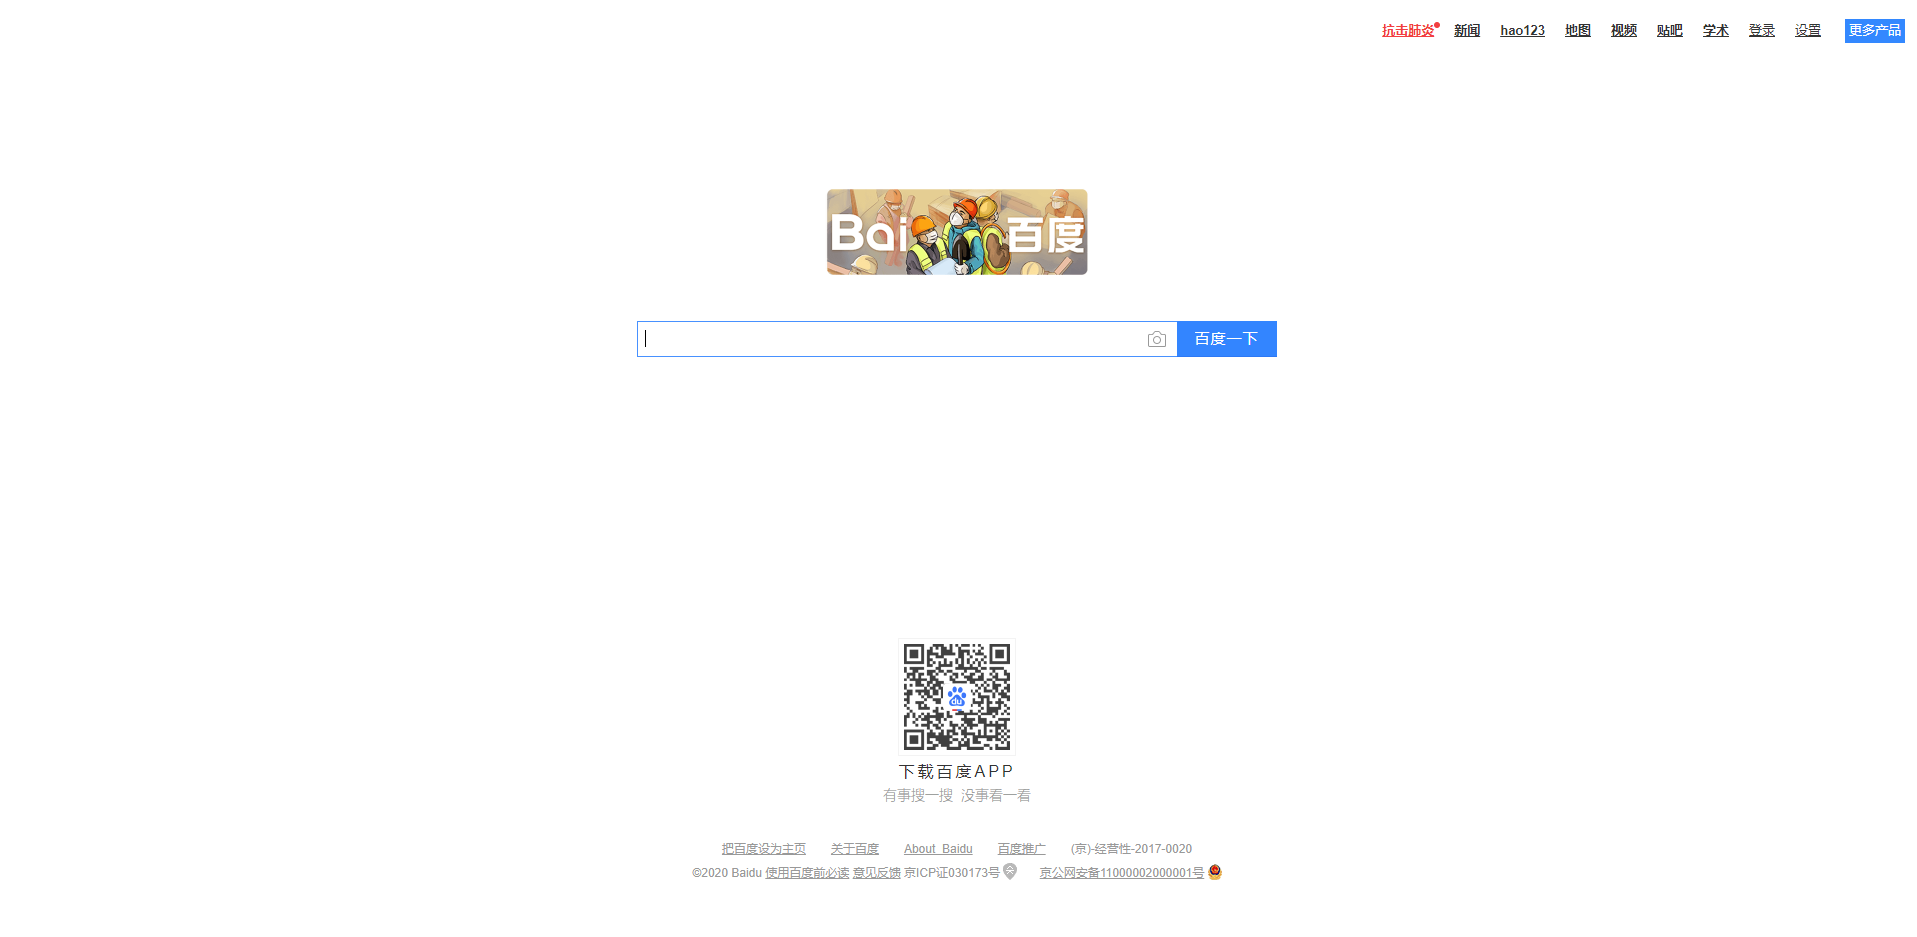 抗击肺炎 新闻 hao123 地图 视频 贴吧 学术 登录 设置 更多产品
Bai 百度
百度一下
du
下载百度APP
有事搜一搜 没事看一看
把百度设为主页 关于百度 About Baidu 百度推广 (京)-经营性-2017-0020
©2020 Baidu 使用百度前必读 意见反馈 京ICP证030173号 京公网安备11000002000001号